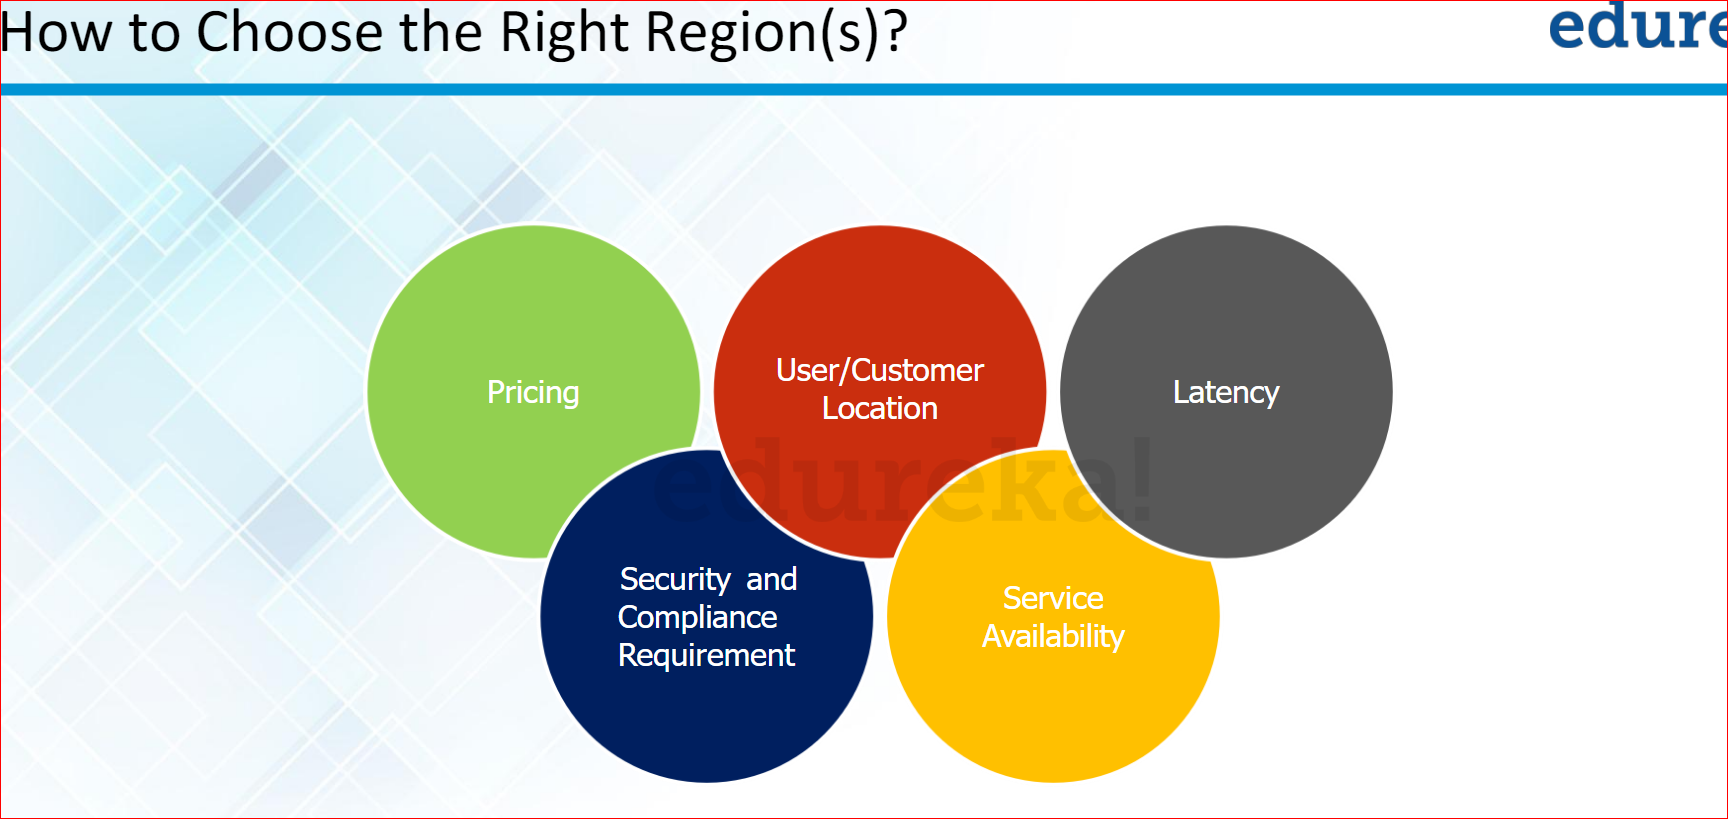 How to Choose the Right Region(s)?
edure
Pricing
User/Customer
Location
Latency
edureka!
Security and
Compliance
Requirement
Service
Availability